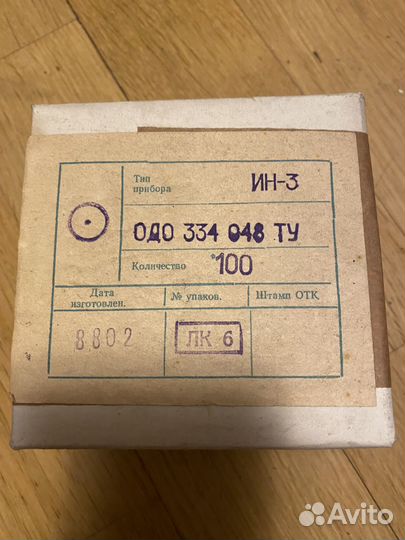 Тип прибора ИН-3
ОДО 334 048 ТУ
Количество 100
Дата изготовлен. № упаков. Штамп ОТК
8802 ЛК 6
Avito